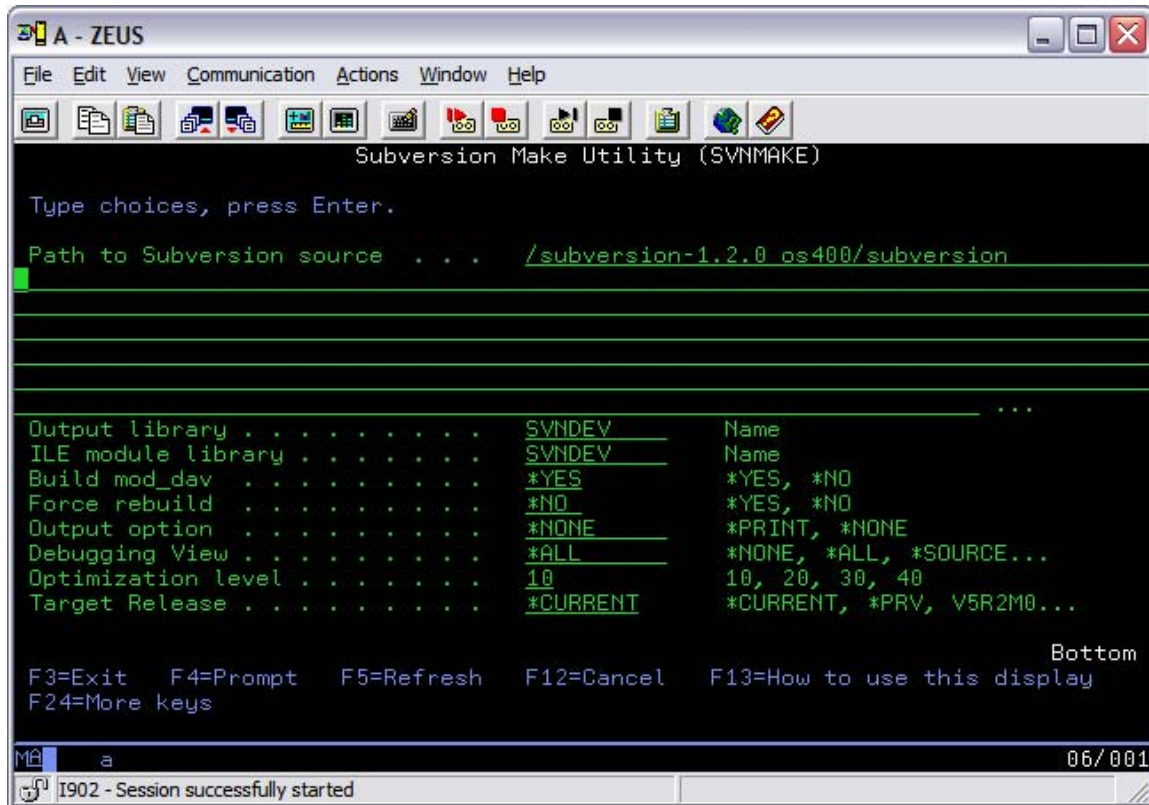 A - ZEUS
File Edit View Communication Actions Window Help
Subversion Make Utility (SVNMAKE)
Type choices, press Enter.
Path to Subversion source . . . /subversion-1.2.0 os400/subversion
...
Output library . . . . . . . . . . SVNDEV Name
ILE module library . . . . . . . SVNDEV Name
Build mod_dav . . . . . . . . . . *YES *YES, *NO
Force rebuild . . . . . . . . . . *NO *YES, *NO
Output option . . . . . . . . . . *NONE *PRINT, *NONE
Debugging View . . . . . . . . . . *ALL *NONE, *ALL, *SOURCE...
Optimization level . . . . . . . 10 10, 20, 30, 40
Target Release . . . . . . . . . . *CURRENT *CURRENT, *PRV, V5R2M0...
Bottom
F3=Exit F4=Prompt F5=Refresh F12=Cancel F13=How to use this display
F24=More keys
MA a 06/001
I902 - Session successfully started